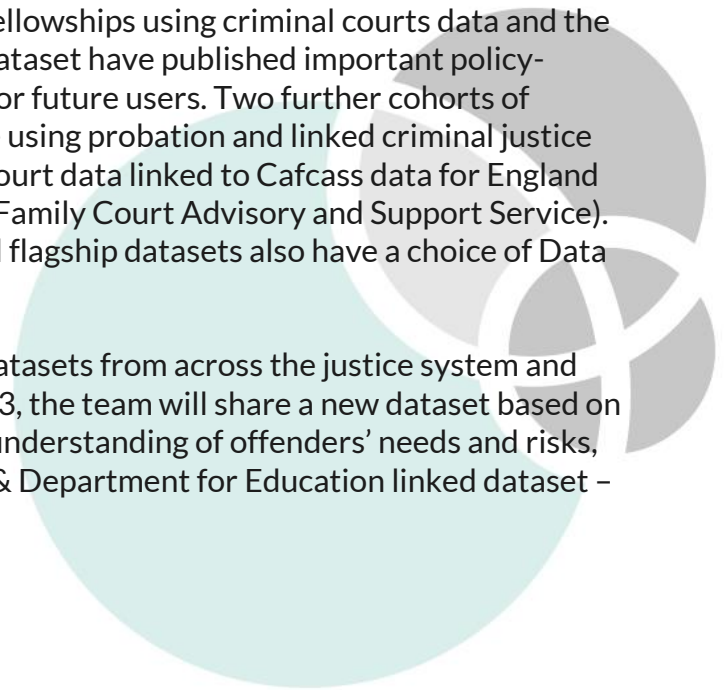 ellowships using criminal courts data and the
ataset have published important policy-
or future users. Two further cohorts of
using probation and linked criminal justice
ourt data linked to Cafcass data for England
Family Court Advisory and Support Service).
flagship datasets also have a choice of Data
atasets from across the justice system and
3, the team will share a new dataset based on
understanding of offenders’ needs and risks,
& Department for Education linked dataset –